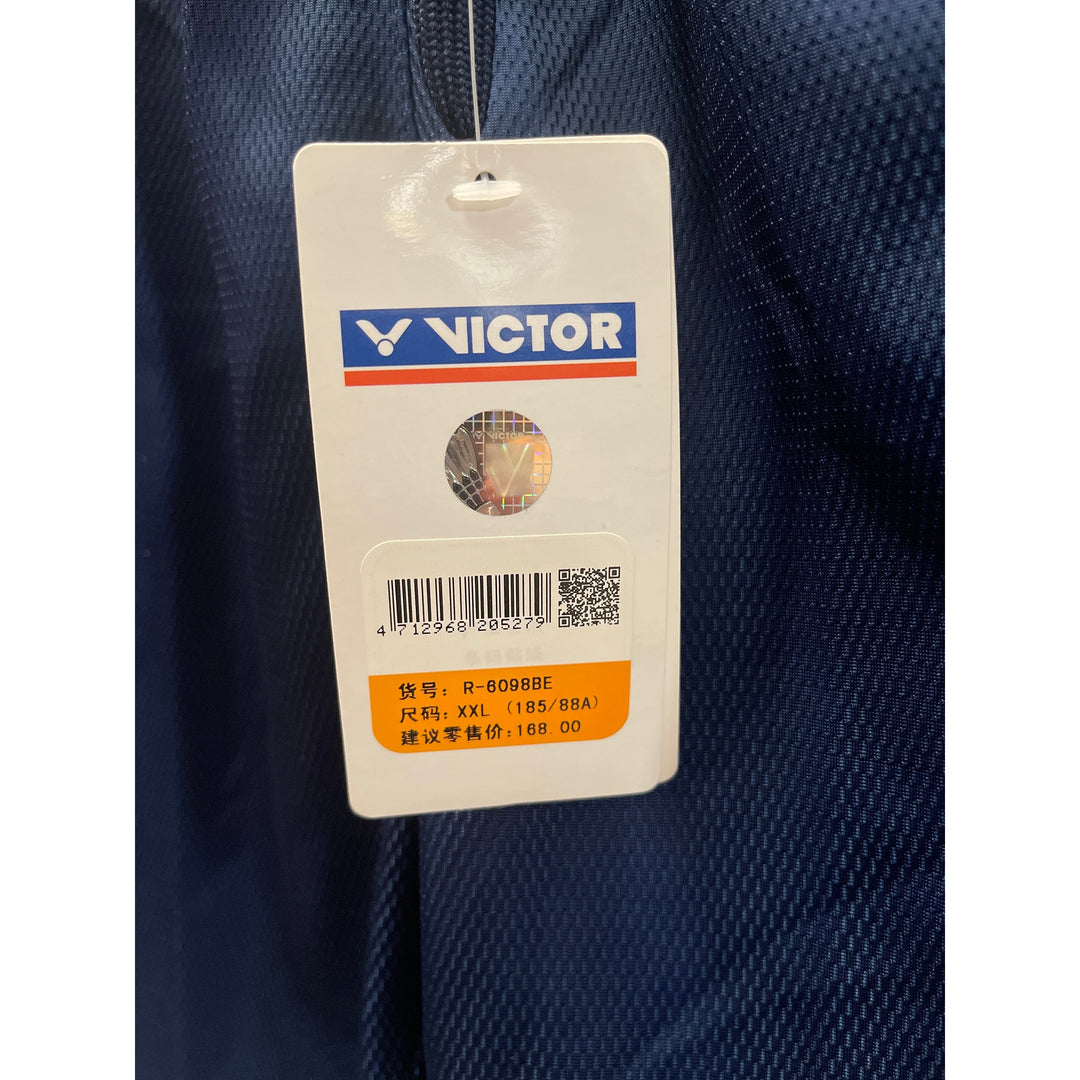 VICTOR
VICTOR
4 712968 205279
货号: R-6098BE
尺码: XXL (185/88A)
建议零售价:168.00